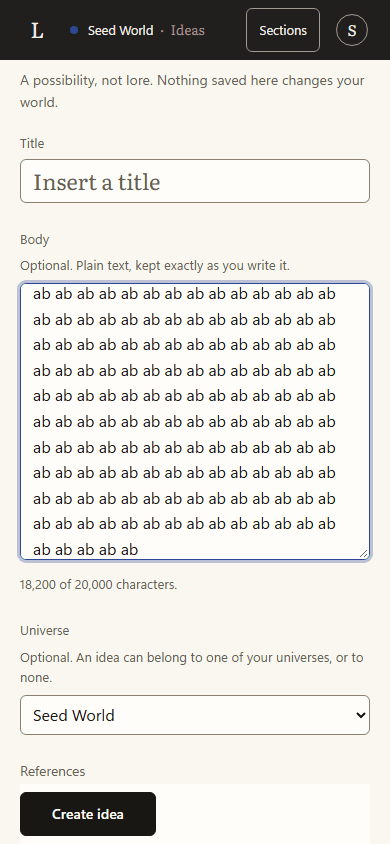 L Seed World · Ideas Sections S
A possibility, not lore. Nothing saved here changes your
world.
Title
Insert a title
Body
Optional. Plain text, kept exactly as you write it.
ab ab ab ab ab ab ab ab ab ab ab ab ab ab
ab ab ab ab ab ab ab ab ab ab ab ab ab ab
ab ab ab ab ab ab ab ab ab ab ab ab ab ab
ab ab ab ab ab ab ab ab ab ab ab ab ab ab
ab ab ab ab ab ab ab ab ab ab ab ab ab ab
ab ab ab ab ab ab ab ab ab ab ab ab ab ab
ab ab ab ab ab ab ab ab ab ab ab ab ab ab
ab ab ab ab ab ab ab ab ab ab ab ab ab ab
ab ab ab ab ab ab ab ab ab ab ab ab ab ab
ab ab ab ab ab ab ab ab ab ab ab ab ab ab
ab ab ab ab ab
18,200 of 20,000 characters.
Universe
Optional. An idea can belong to one of your universes, or to
none.
Seed World
References
Create idea